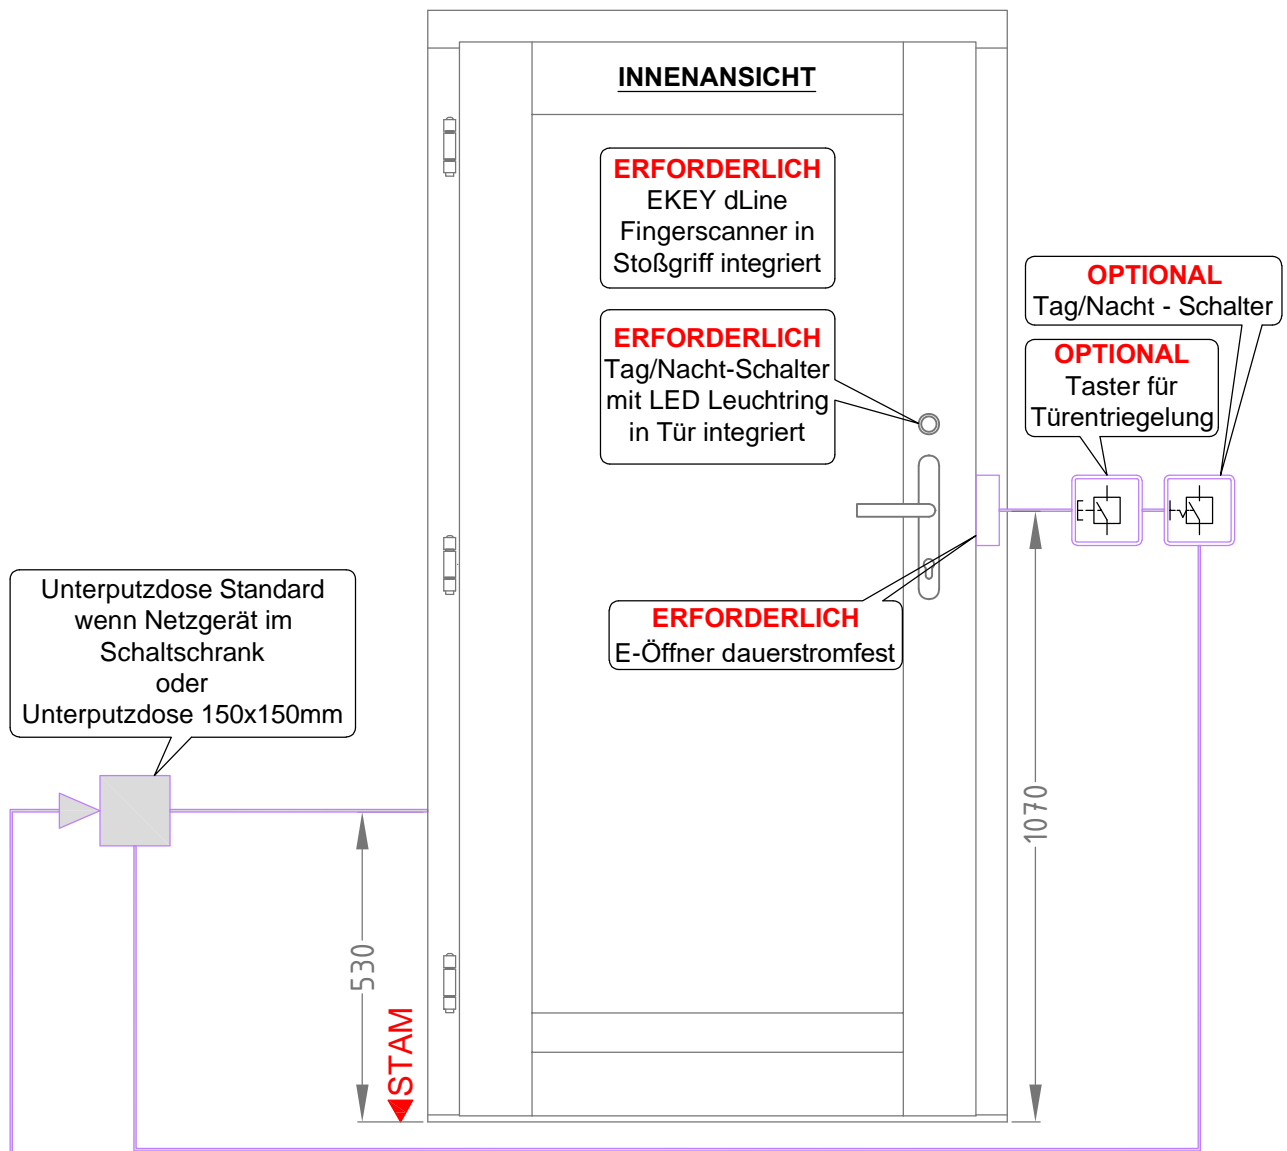 INNENANSICHT
ERFORDERLICH
EKEY dLine
Fingerscanner in
Stoßgriff integriert
ERFORDERLICH
Tag/Nacht-Schalter
mit LED Leuchtring
in Tür integriert
OPTIONAL
Tag/Nacht - Schalter
OPTIONAL
Taster für
Türentriegelung
ERFORDERLICH
E-Öffner dauerstromfest
Unterputzdose Standard
wenn Netzgerät im
Schaltschrank
oder
Unterputzdose 150x150mm
530
STAM
1070